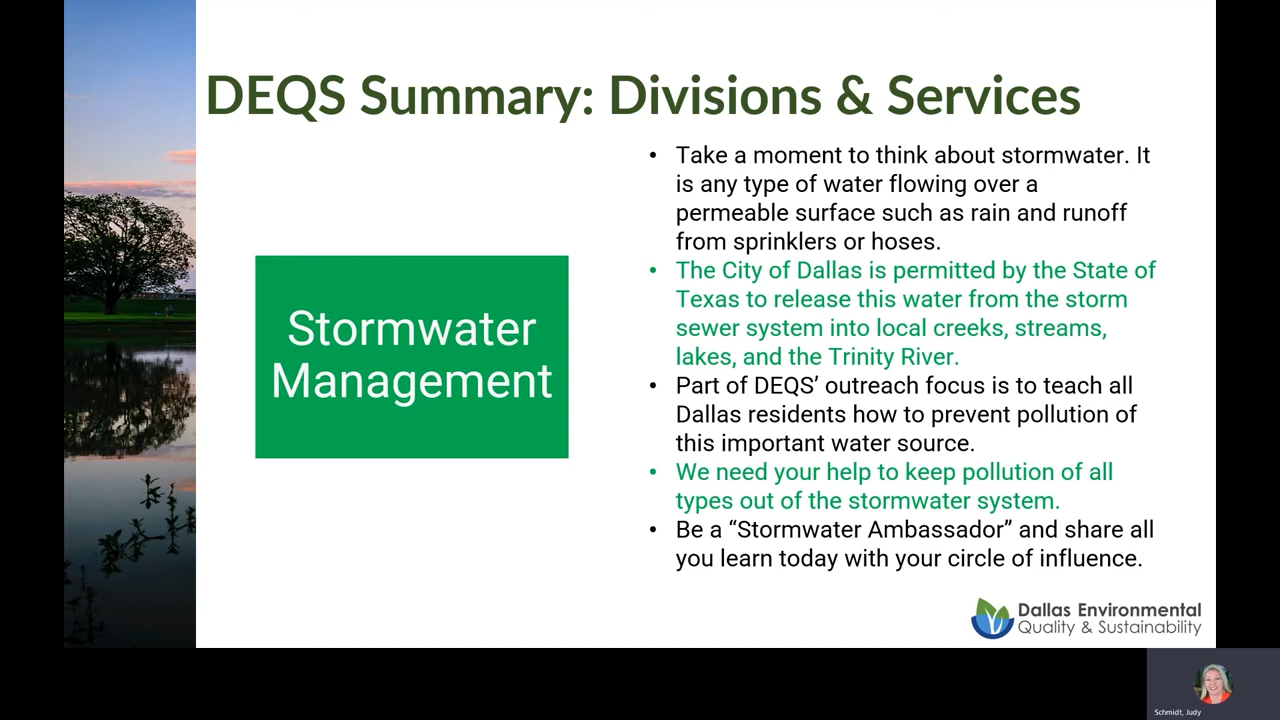 DEQS Summary: Divisions & Services
Stormwater
Management
• Take a moment to think about stormwater. It
is any type of water flowing over a
permeable surface such as rain and runoff
from sprinklers or hoses.
• The City of Dallas is permitted by the State of
Texas to release this water from the storm
sewer system into local creeks, streams,
lakes, and the Trinity River.
• Part of DEQS’ outreach focus is to teach all
Dallas residents how to prevent pollution of
this important water source.
• We need your help to keep pollution of all
types out of the stormwater system.
• Be a “Stormwater Ambassador” and share all
you learn today with your circle of influence.
Dallas Environmental
Quality & Sustainability
Schmidt, Judy